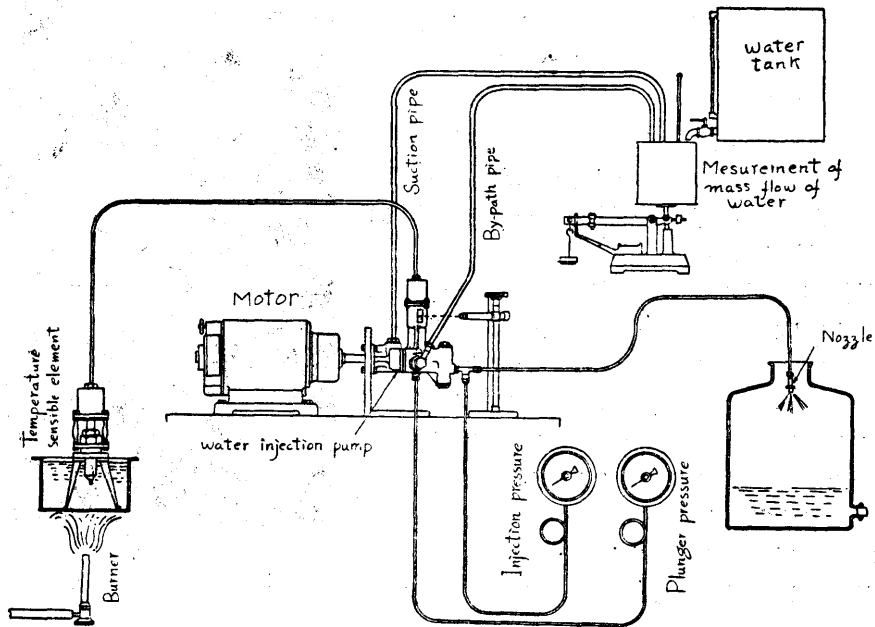 water
tank
Suction pipe
By-path pipe
Mesurement of
mass flow of
water
Motor
Nozzle
Temperature
sensible element
water injection pump
Injection pressure
Plunger pressure
Burner